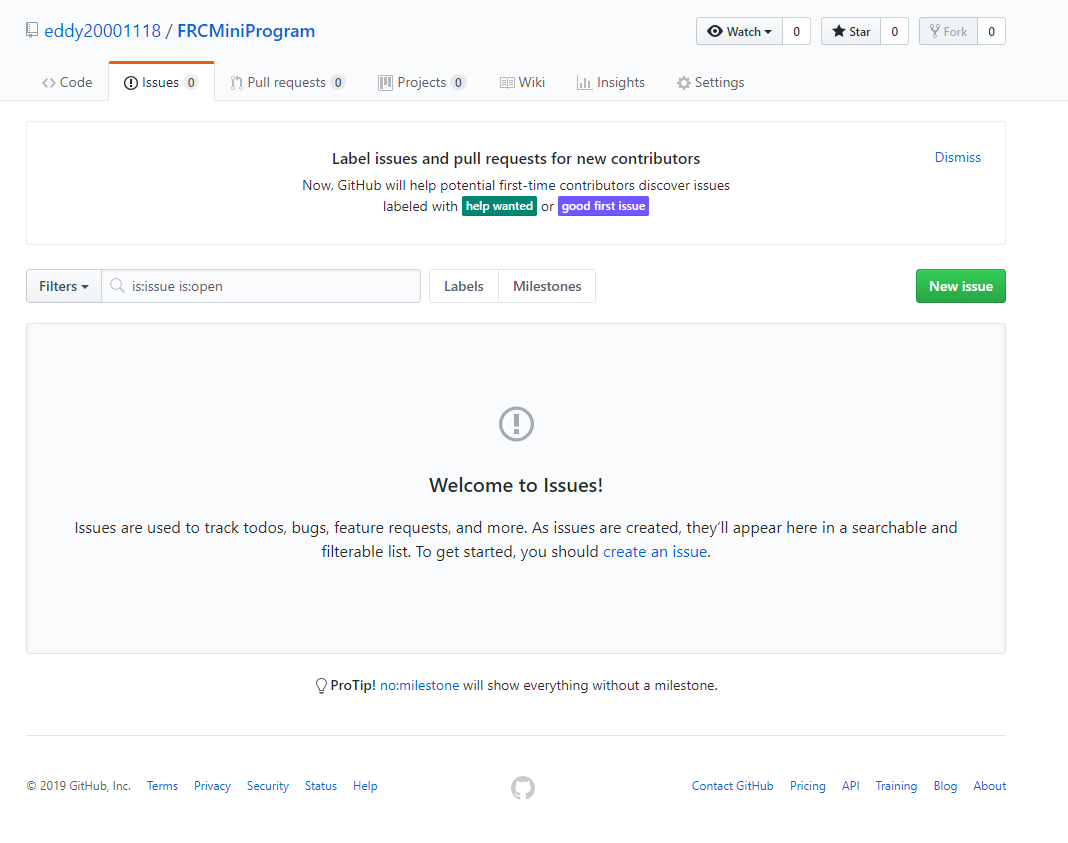 eddy20001118 / FRCMiniProgram
Watch 0 Star 0 Fork 0
Code Issues 0 Pull requests 0 Projects 0 Wiki Insights Settings
Label issues and pull requests for new contributors
Dismiss
Now, GitHub will help potential first-time contributors discover issues
labeled with help wanted or good first issue
Filters is:issue is:open Labels Milestones New issue
Welcome to Issues!
Issues are used to track todos, bugs, feature requests, and more. As issues are created, they’ll appear here in a searchable and
filterable list. To get started, you should create an issue.
ProTip! no:milestone will show everything without a milestone.
© 2019 GitHub, Inc. Terms Privacy Security Status Help Contact GitHub Pricing API Training Blog About